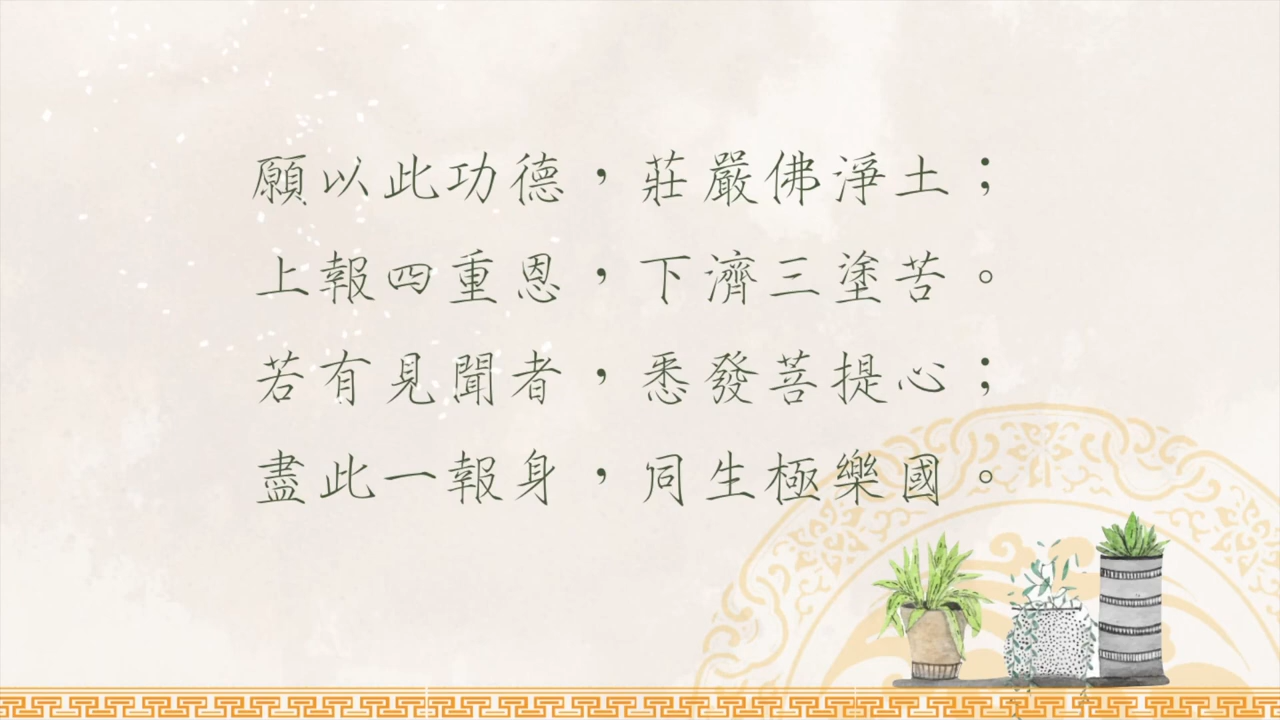 願以此功德，莊嚴佛淨土；
上報四重恩，下濟三塗苦。
若有見聞者，悉發菩提心；
盡此一報身，同生極樂國。